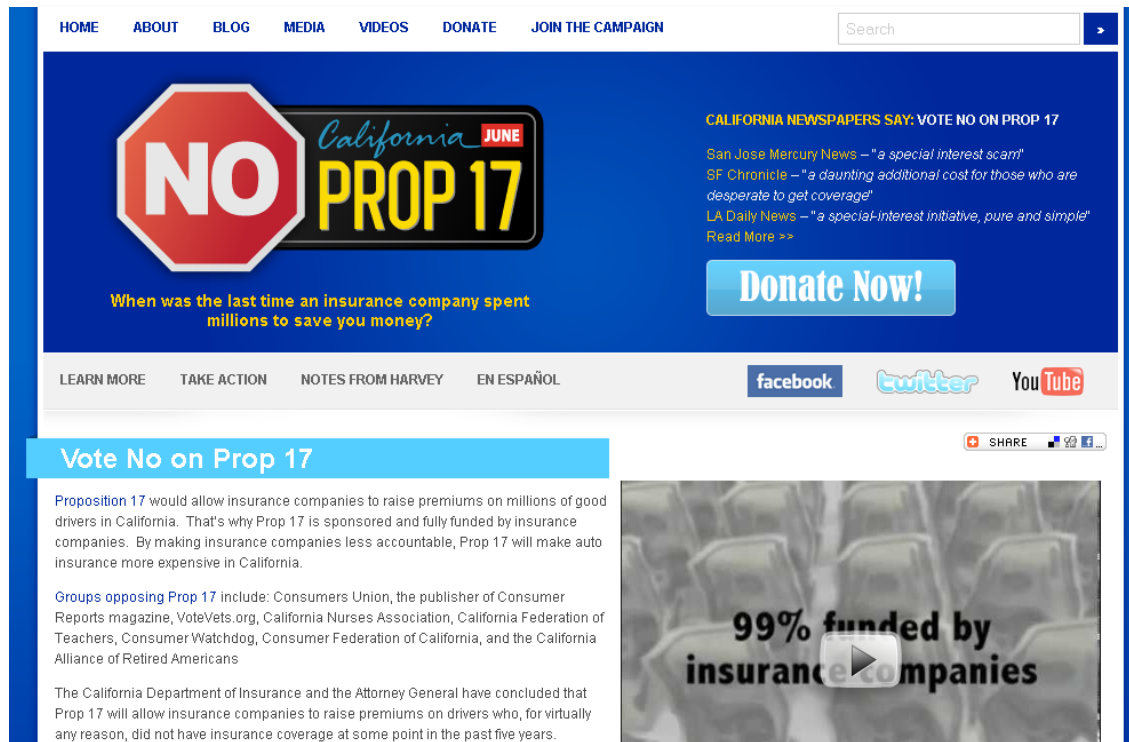 HOME ABOUT BLOG MEDIA VIDEOS DONATE JOIN THE CAMPAIGN
Search »
NO
California JUNE
PROP 17
When was the last time an insurance company spent
millions to save you money?
CALIFORNIA NEWSPAPERS SAY: VOTE NO ON PROP 17
San Jose Mercury News – "a special interest scam"
SF Chronicle – "a daunting additional cost for those who are
desperate to get coverage"
LA Daily News – "a special-interest initiative, pure and simple"
Read More >>
Donate Now!
LEARN MORE TAKE ACTION NOTES FROM HARVEY EN ESPAÑOL
facebook. twitter YouTube
SHARE ...
Vote No on Prop 17
Proposition 17 would allow insurance companies to raise premiums on millions of good
drivers in California. That's why Prop 17 is sponsored and fully funded by insurance
companies. By making insurance companies less accountable, Prop 17 will make auto
insurance more expensive in California.
Groups opposing Prop 17 include: Consumers Union, the publisher of Consumer
Reports magazine, VoteVets.org, California Nurses Association, California Federation of
Teachers, Consumer Watchdog, Consumer Federation of California, and the California
Alliance of Retired Americans
The California Department of Insurance and the Attorney General have concluded that
Prop 17 will allow insurance companies to raise premiums on drivers who, for virtually
any reason, did not have insurance coverage at some point in the past five years.
99% funded by
insurance companies